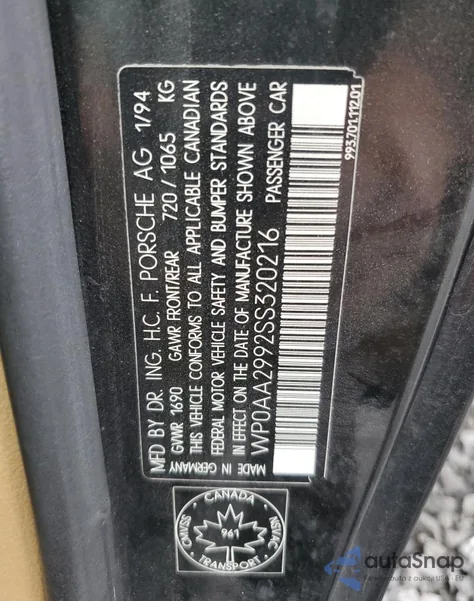 MFD BY DR. ING. H.C. F. PORSCHE AG 1/94
IN GERMANY GVWR 1690 GAWR FRONT/REAR 720/1065 KG
THIS VEHICLE CONFORMS TO ALL APPLICABLE CANADIAN
FEDERAL MOTOR VEHICLE SAFETY AND BUMPER STANDARDS
IN EFFECT ON THE DATE OF MANUFACTURE SHOWN ABOVE
WP0AA2992SS320216 PASSENGER CAR
993.701.112.01
CANADA
CMVSS
961
NSVAC
TRANSPORT
autoSnap